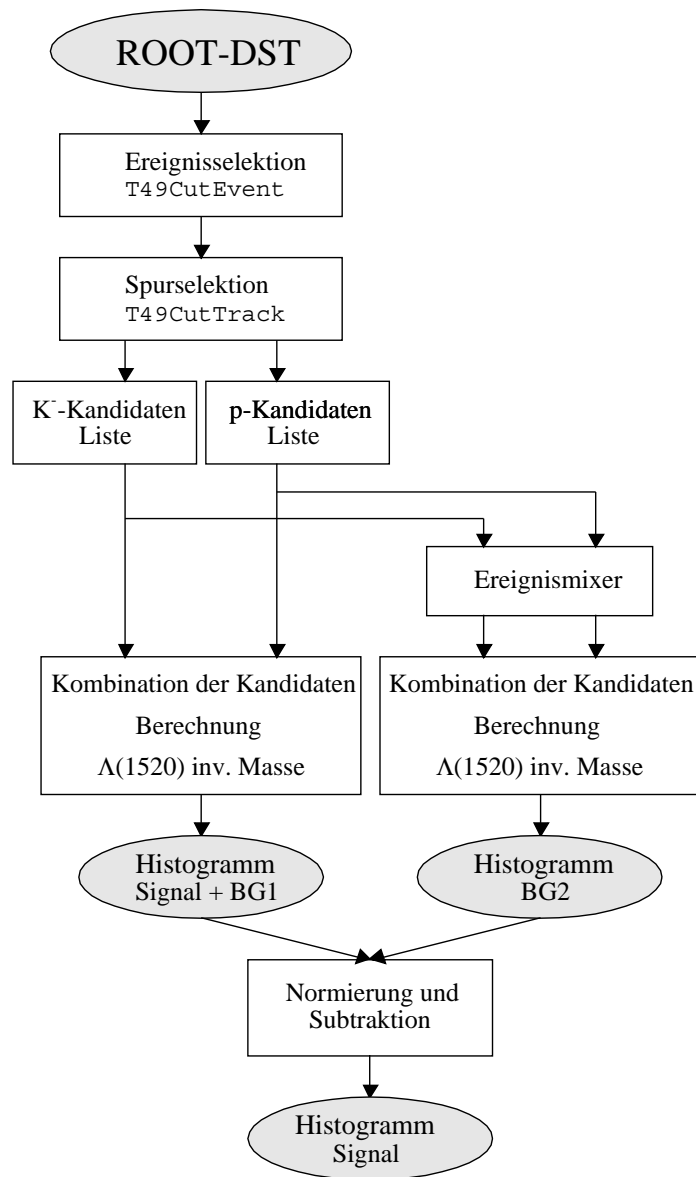 ROOT-DST
Ereignisselektion
T49CutEvent
Spurselektion
T49CutTrack
K⁻-Kandidaten
Liste
p-Kandidaten
Liste
Ereignismixer
Kombination der Kandidaten
Berechnung
Λ(1520) inv. Masse
Kombination der Kandidaten
Berechnung
Λ(1520) inv. Masse
Histogramm
Signal + BG1
Histogramm
BG2
Normierung und
Subtraktion
Histogramm
Signal